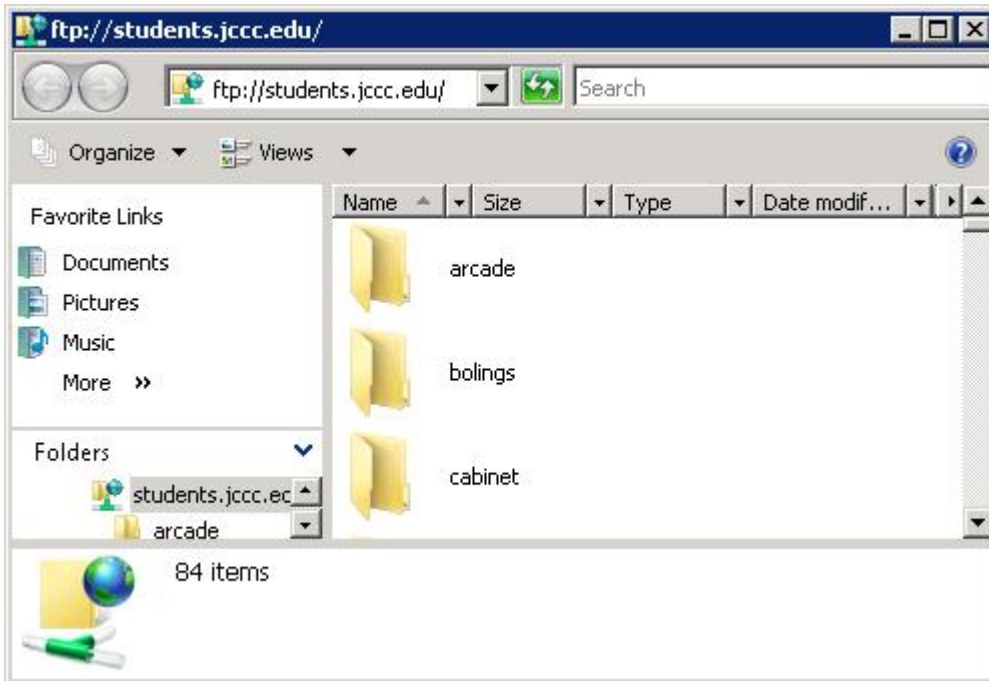 ftp://students.jccc.edu/
ftp://students.jccc.edu/ Search
Organize Views
Favorite Links
Documents
Pictures
Music
More »
Folders
students.jccc.ec
arcade
Name Size Type Date modif...
arcade
bolings
cabinet
84 items